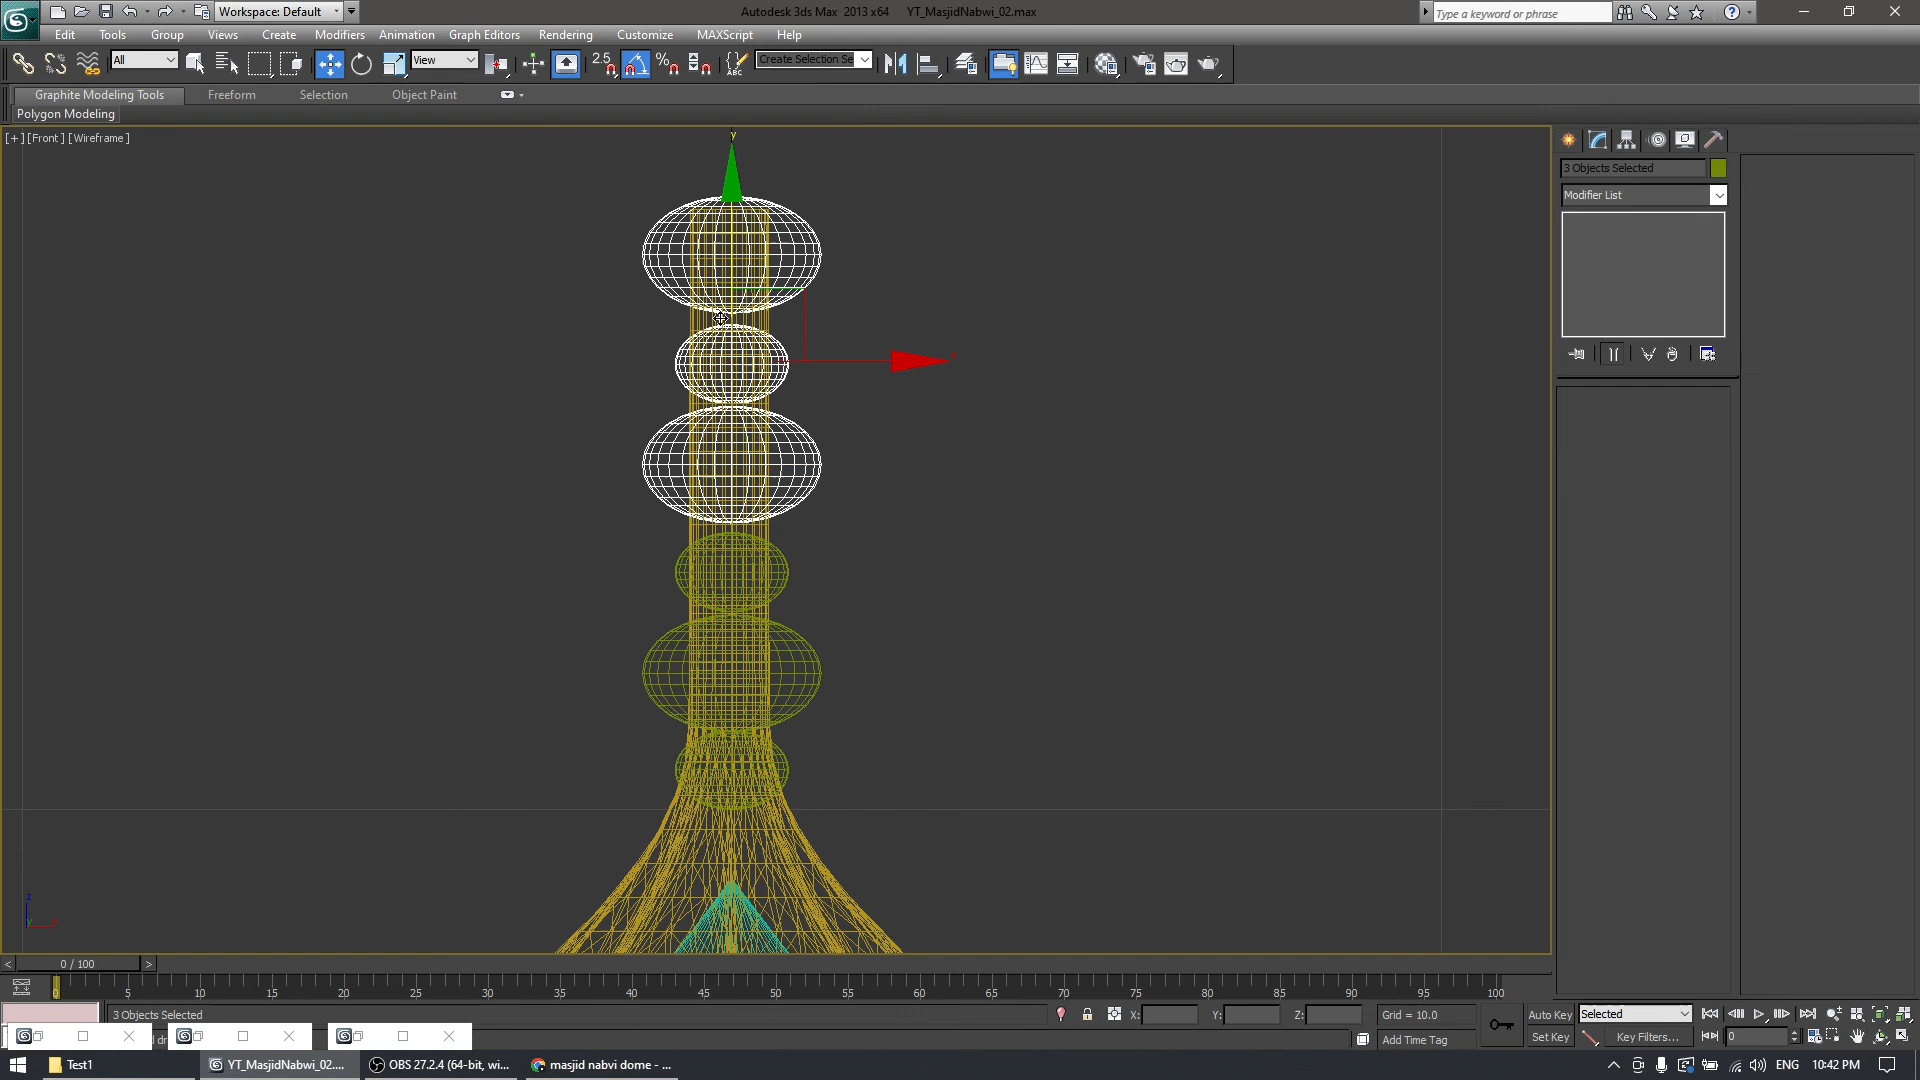 Workspace: Default
Autodesk 3ds Max 2013 x64 YT_MasjidNabwi_02.max
Type a keyword or phrase
Edit Tools Group Views Create Modifiers Animation Graph Editors Rendering Customize MAXScript Help
All
View
2.5
Create Selection Se
Graphite Modeling Tools Freeform Selection Object Paint
Polygon Modeling
[+] [Front] [Wireframe]
y
x
3 Objects Selected
Modifier List
z
y
x
< 0 / 100 >
0 5 10 15 20 25 30 35 40 45 50 55 60 65 70 75 80 85 90 95 100
3 Objects Selected
X: Y: Z:
Grid = 10.0
Auto Key
Selected
Add Time Tag
Set Key
Key Filters...
0
Test1
YT_MasjidNabwi_02....
OBS 27.2.4 (64-bit, wi...
masjid nabvi dome - ...
ENG 10:42 PM